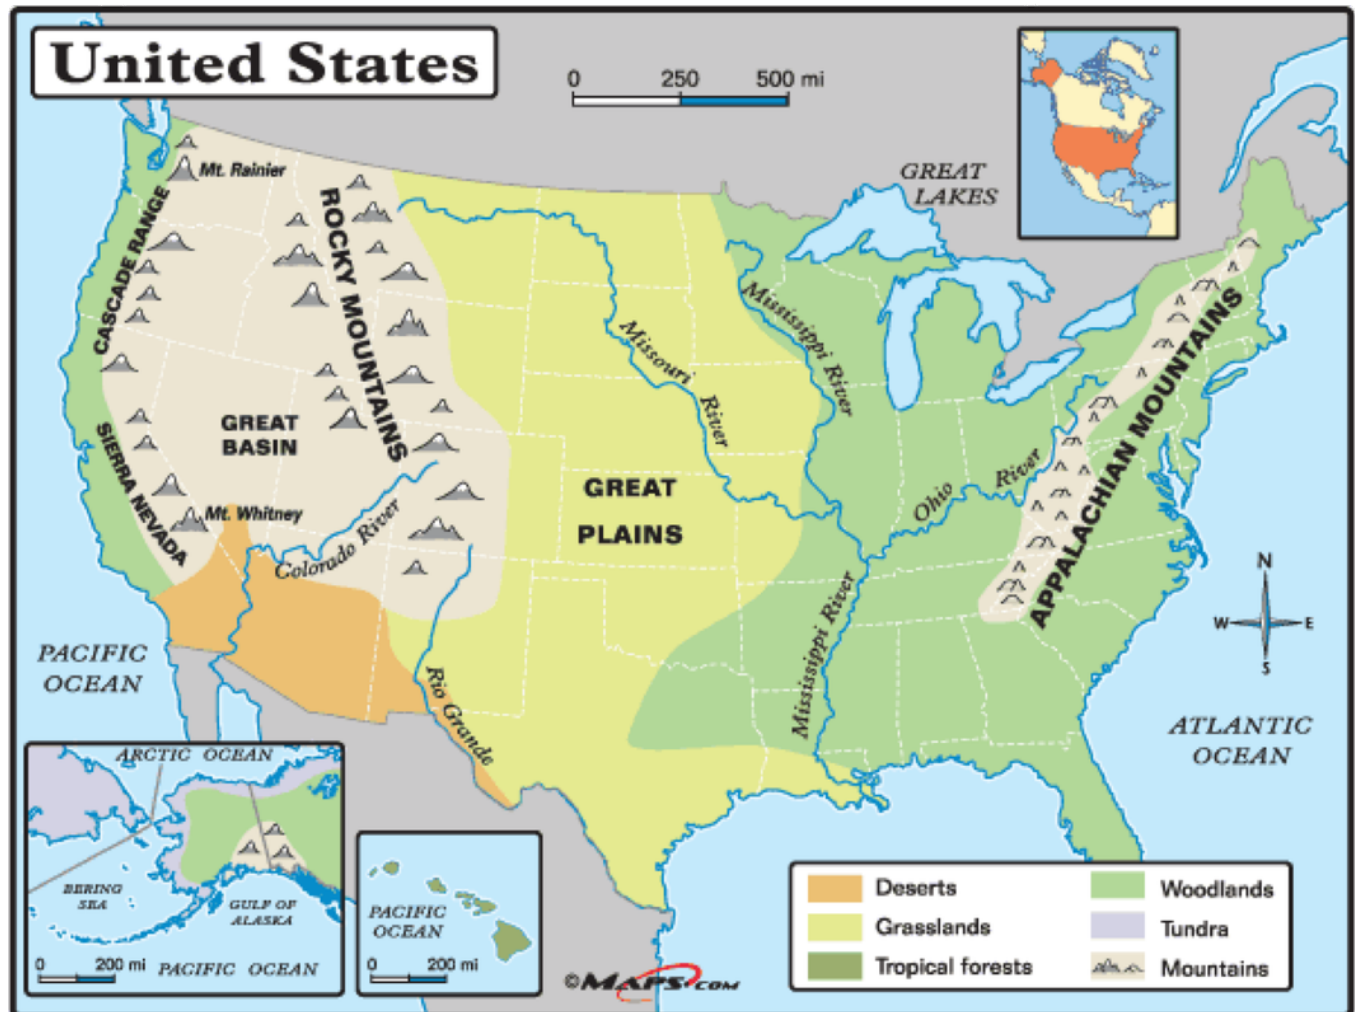 United States
0 250 500 mi
GREAT
LAKES
Mt. Rainier
CASCADE RANGE
ROCKY MOUNTAINS
Mississippi River
Missouri
River
APPALACHIAN MOUNTAINS
GREAT
BASIN
SIERRA NEVADA
Mt. Whitney
Colorado River
GREAT
PLAINS
Ohio River
Mississippi River
Rio Grande
N
W E
S
PACIFIC
OCEAN
ATLANTIC
OCEAN
ARCTIC OCEAN
BERING
SEA
GULF OF
ALASKA
0 200 mi
PACIFIC OCEAN
PACIFIC
OCEAN
0 200 mi
©MAPS.COM
Deserts
Grasslands
Tropical forests
Woodlands
Tundra
Mountains